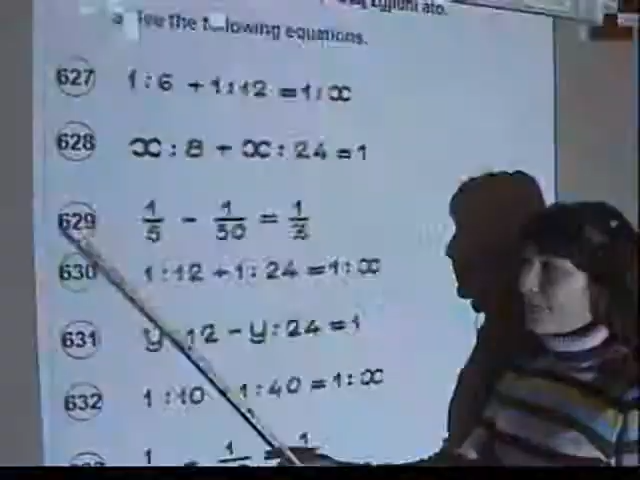 the following equations.
627 1:6 + 1:12 = 1:x
628 x:8 + x:24 = 1
629 1/5 - 1/30 = 1/x
630 1:12 + 1:24 = 1:x
631 y:12 - y:24 = 1
632 1:10 1:40 = 1:x